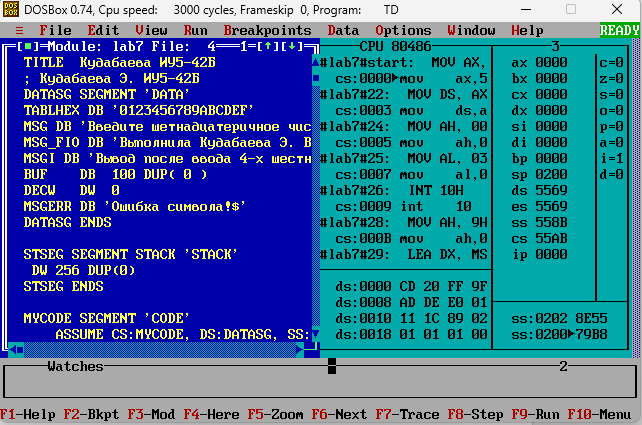 DOSBox 0.74, Cpu speed: 3000 cycles, Frameskip 0, Program: TD
File Edit View Run Breakpoints Data Options Window Help READY
[■]=Module: lab7 File: 4=1=[↑][↓]
TITLE Кудабаева ИУ5-42Б
; Кудабаева Э. ИУ5-42Б
DATASG SEGMENT 'DATA'
TABLHEX DB '0123456789ABCDEF'
MSG DB 'Введите шетнадцатеричное чис
MSG_FIO DB 'Выполнила Кудабаева Э. В
MSGI DB 'Вывод после ввода 4-х шестн
BUF DB 100 DUP( 0 )
DECW DW 0
MSGERR DB 'Ошибка символа!$'
DATASG ENDS
STSEG SEGMENT STACK 'STACK'
DW 256 DUP(0)
STSEG ENDS
MYCODE SEGMENT 'CODE'
ASSUME CS:MYCODE, DS:DATASG, SS:
CPU 80486
#lab7#start: MOV AX,
cs:0000►mov ax,5
#lab7#22: MOV DS, AX
cs:0003 mov ds,a
#lab7#24: MOV AH, 00
cs:0005 mov ah,0
#lab7#25: MOV AL, 03
cs:0007 mov al,0
#lab7#26: INT 10H
cs:0009 int 10
#lab7#28: MOV AH, 9H
cs:000B mov ah,0
#lab7#29: LEA DX, MS
ds:0000 CD 20 FF 9F
ds:0008 AD DE E0 01
ds:0010 11 1C 89 02
ds:0018 01 01 01 00
3
ax 0000 c=0
bx 0000 z=0
cx 0000 s=0
dx 0000 o=0
si 0000 p=0
di 0000 a=0
bp 0000 i=1
sp 0200 d=0
ds 5569
es 5569
ss 558B
cs 55AB
ip 0000
ss:0202 8E55
ss:0200►79B8
Watches 2
F1-Help F2-Bkpt F3-Mod F4-Here F5-Zoom F6-Next F7-Trace F8-Step F9-Run F10-Menu